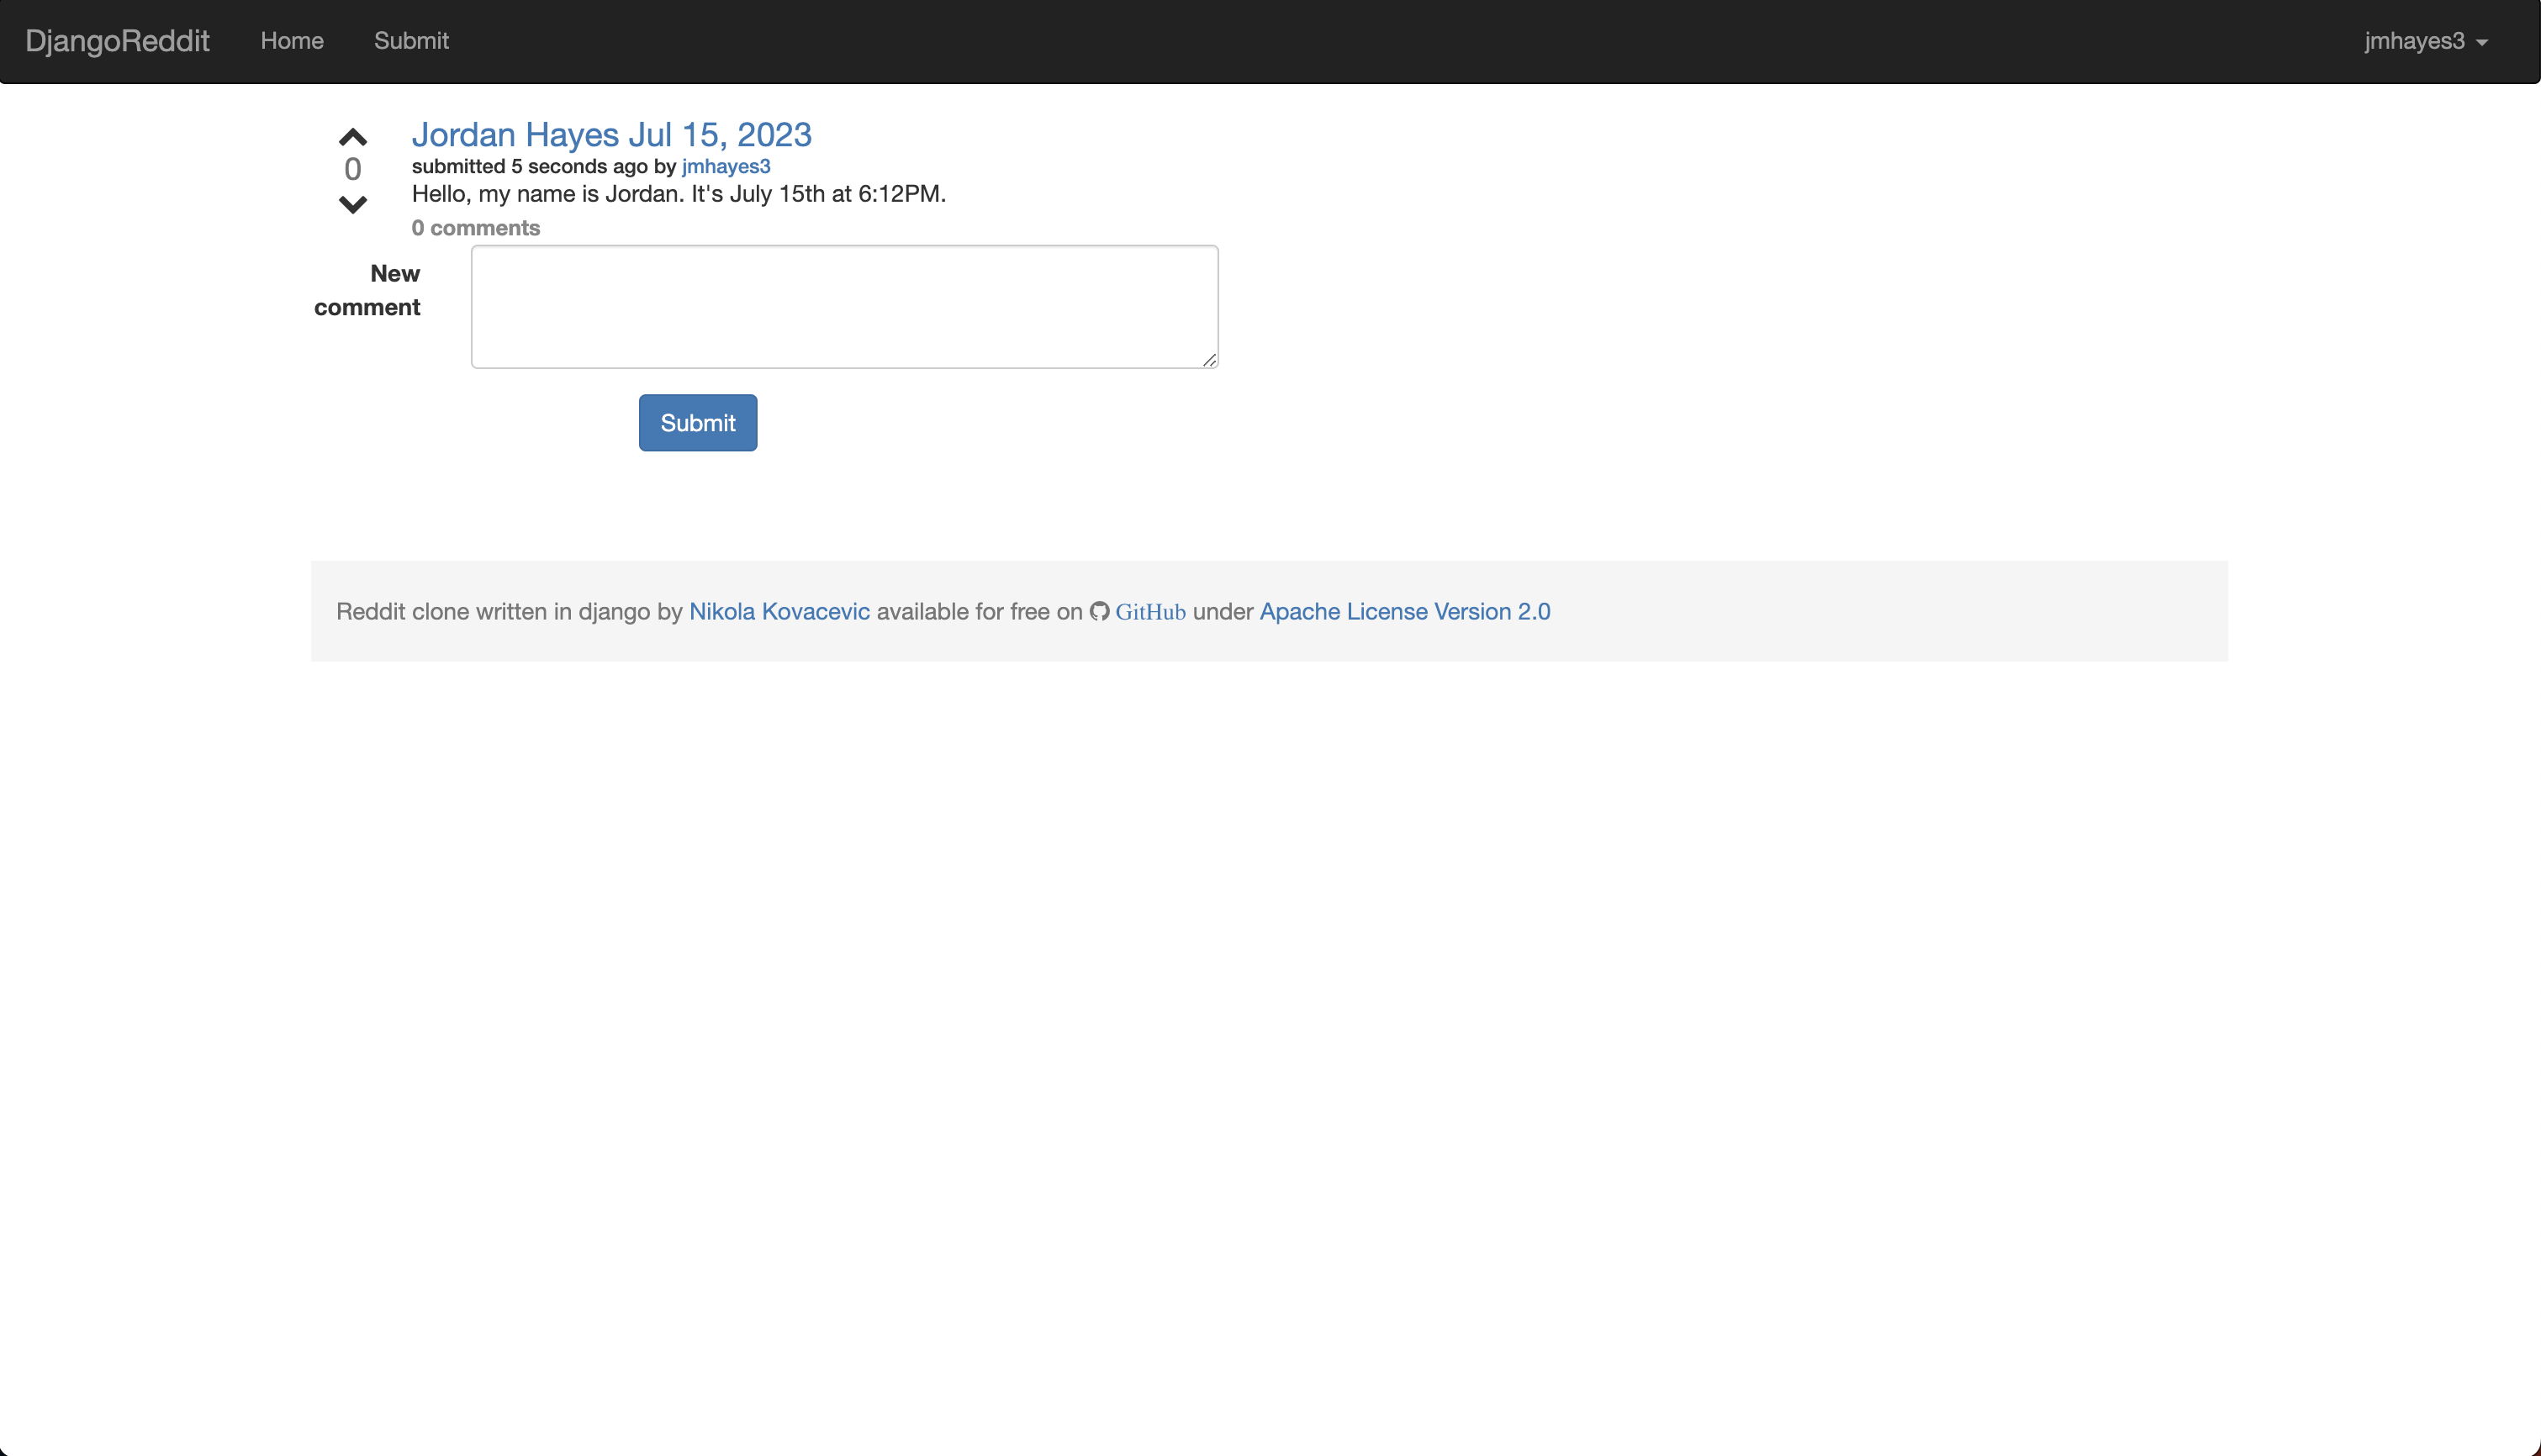 DjangoReddit Home Submit jmhayes3
Jordan Hayes Jul 15, 2023
0
submitted 5 seconds ago by jmhayes3
Hello, my name is Jordan. It's July 15th at 6:12PM.
0 comments
New
comment
Submit
Reddit clone written in django by Nikola Kovacevic available for free on GitHub under Apache License Version 2.0